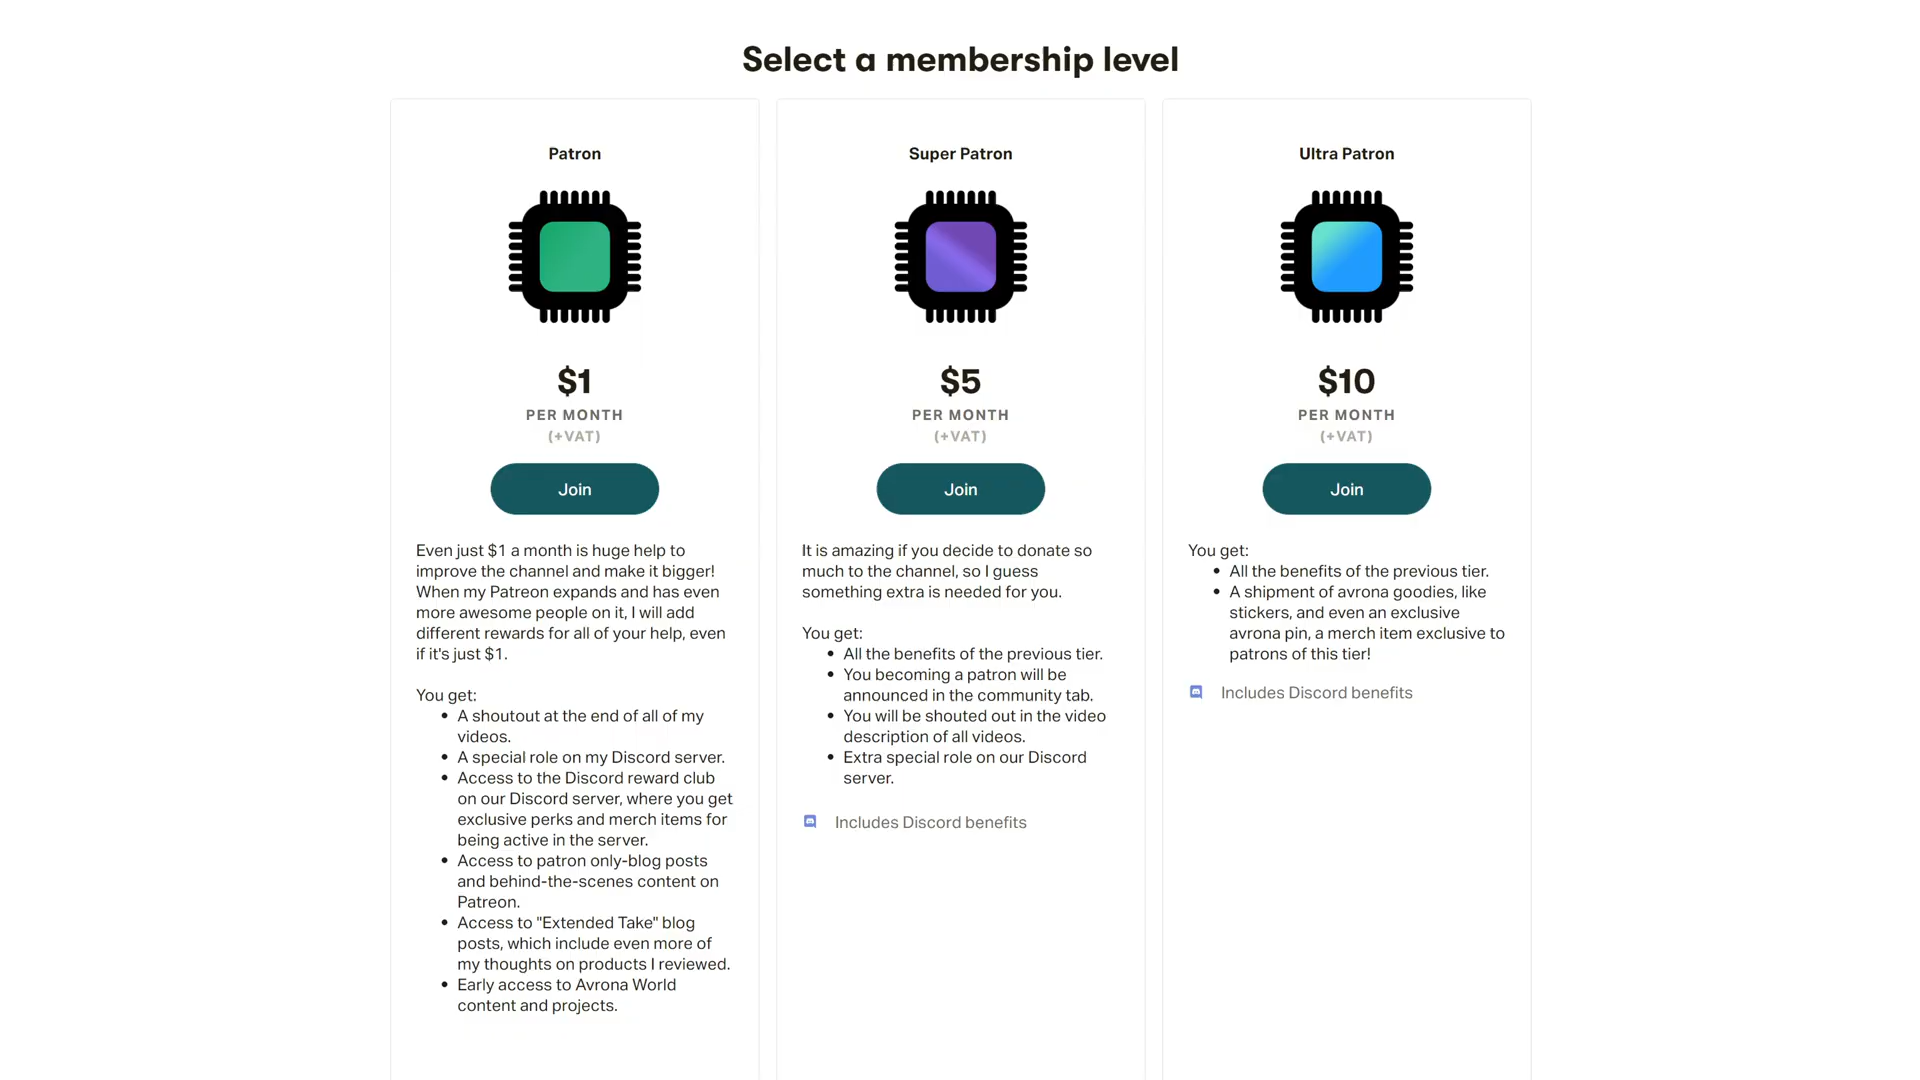 Select a membership level
Patron
$1
PER MONTH
(+VAT)
Join
Even just $1 a month is huge help to
improve the channel and make it bigger!
When my Patreon expands and has even
more awesome people on it, I will add
different rewards for all of your help, even
if it's just $1.
You get:
• A shoutout at the end of all of my
videos.
• A special role on my Discord server.
• Access to the Discord reward club
on our Discord server, where you get
exclusive perks and merch items for
being active in the server.
• Access to patron only-blog posts
and behind-the-scenes content on
Patreon.
• Access to "Extended Take" blog
posts, which include even more of
my thoughts on products I reviewed.
• Early access to Avrona World
content and projects.
Super Patron
$5
PER MONTH
(+VAT)
Join
It is amazing if you decide to donate so
much to the channel, so I guess
something extra is needed for you.
You get:
• All the benefits of the previous tier.
• You becoming a patron will be
announced in the community tab.
• You will be shouted out in the video
description of all videos.
• Extra special role on our Discord
server.
Includes Discord benefits
Ultra Patron
$10
PER MONTH
(+VAT)
Join
You get:
• All the benefits of the previous tier.
• A shipment of avrona goodies, like
stickers, and even an exclusive
avrona pin, a merch item exclusive to
patrons of this tier!
Includes Discord benefits